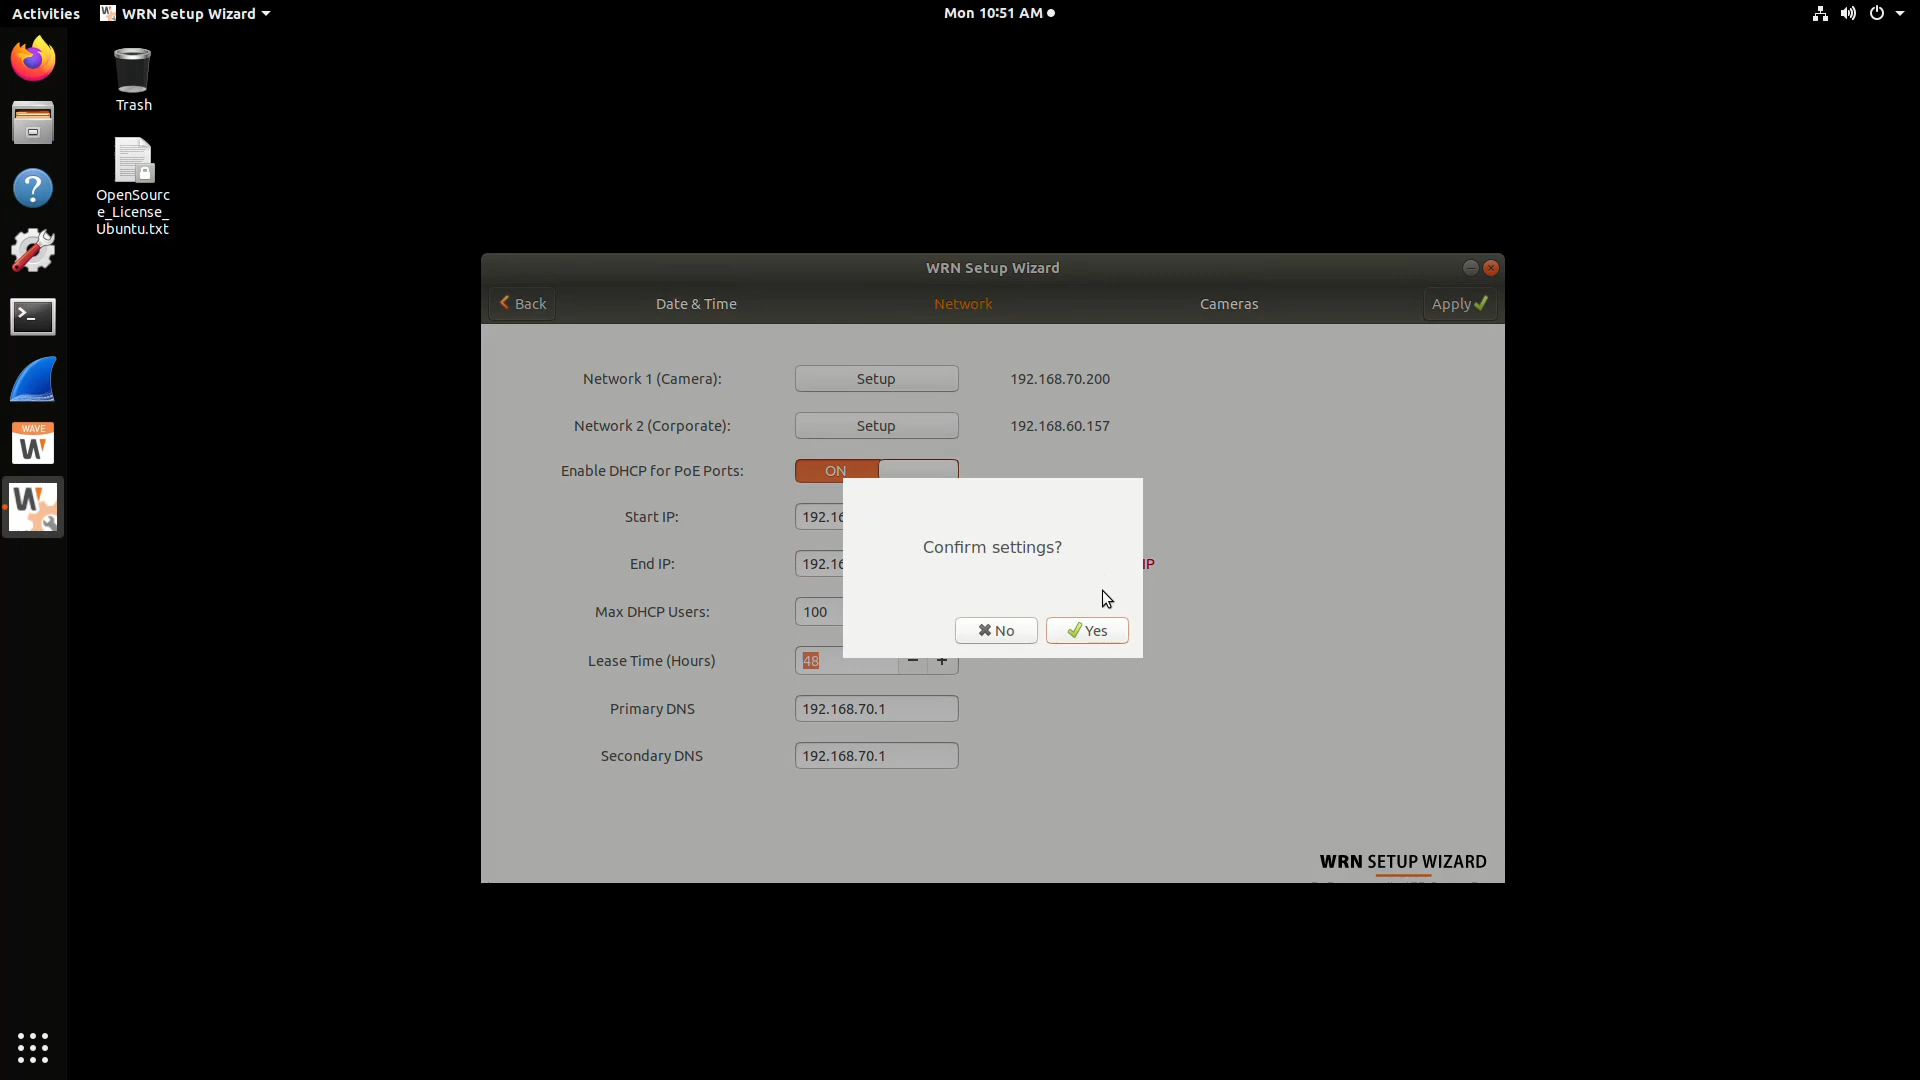 Activities
WRN Setup Wizard
Mon 10:51 AM
Trash
OpenSourc
e_License_
Ubuntu.txt
WAVE
W
WRN Setup Wizard
Back
Date & Time
Network
Cameras
Apply
Network 1 (Camera):
Setup
192.168.70.200
Network 2 (Corporate):
Setup
192.168.60.157
Enable DHCP for PoE Ports:
ON
Start IP:
192.16
End IP:
192.16
IP
Max DHCP Users:
100
Lease Time (Hours)
48
− +
Primary DNS
192.168.70.1
Secondary DNS
192.168.70.1
Confirm settings?
No
Yes
WRN SETUP WIZARD